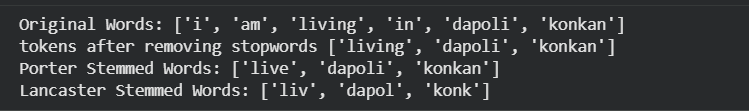 Original Words: ['i', 'am', 'living', 'in', 'dapoli', 'konkan']
tokens after removing stopwords ['living', 'dapoli', 'konkan']
Porter Stemmed Words: ['live', 'dapoli', 'konkan']
Lancaster Stemmed Words: ['liv', 'dapol', 'konk']